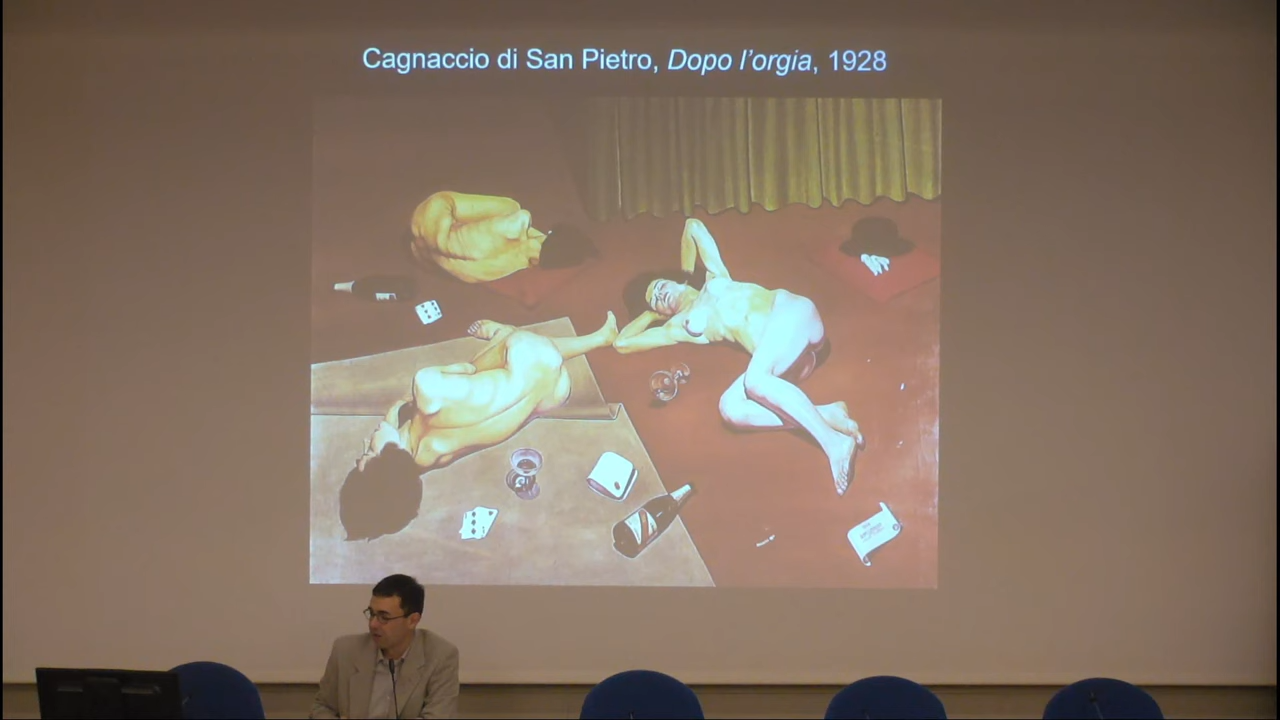 Cagnaccio di San Pietro, Dopo l'orgia, 1928